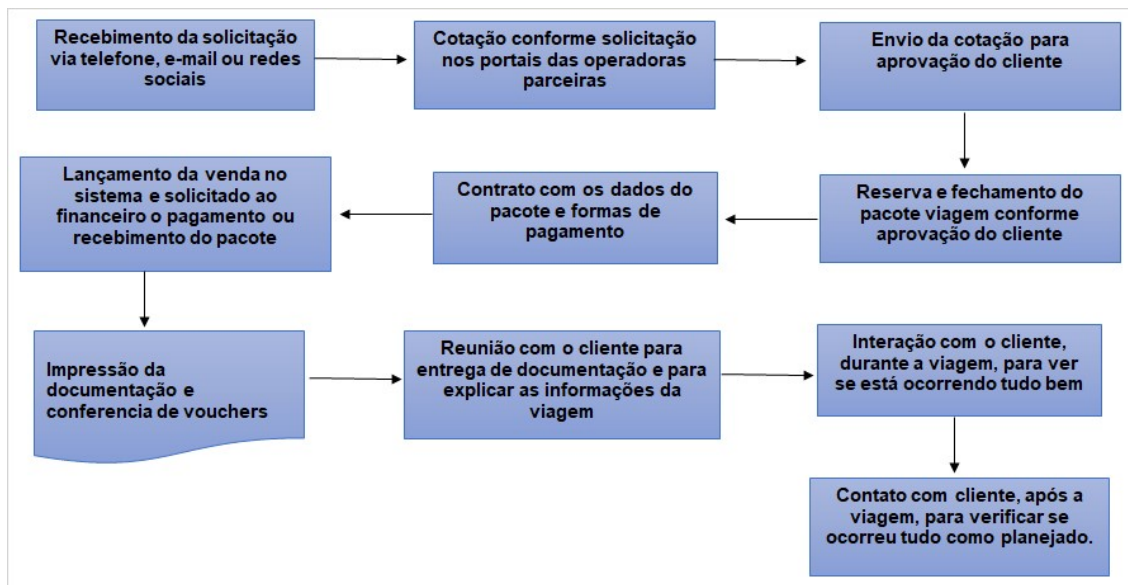 Recebimento da solicitação
via telefone, e-mail ou redes
sociais
Cotação conforme solicitação
nos portais das operadoras
parceiras
Envio da cotação para
aprovação do cliente
Reserva e fechamento do
pacote viagem conforme
aprovação do cliente
Contrato com os dados do
pacote e formas de
pagamento
Lançamento da venda no
sistema e solicitado ao
financeiro o pagamento ou
recebimento do pacote
Impressão da
documentação e
conferencia de vouchers
Reunião com o cliente para
entrega de documentação e para
explicar as informações da
viagem
Interação com o cliente,
durante a viagem, para ver
se está ocorrendo tudo bem
Contato com cliente, após a
viagem, para verificar se
ocorreu tudo como planejado.